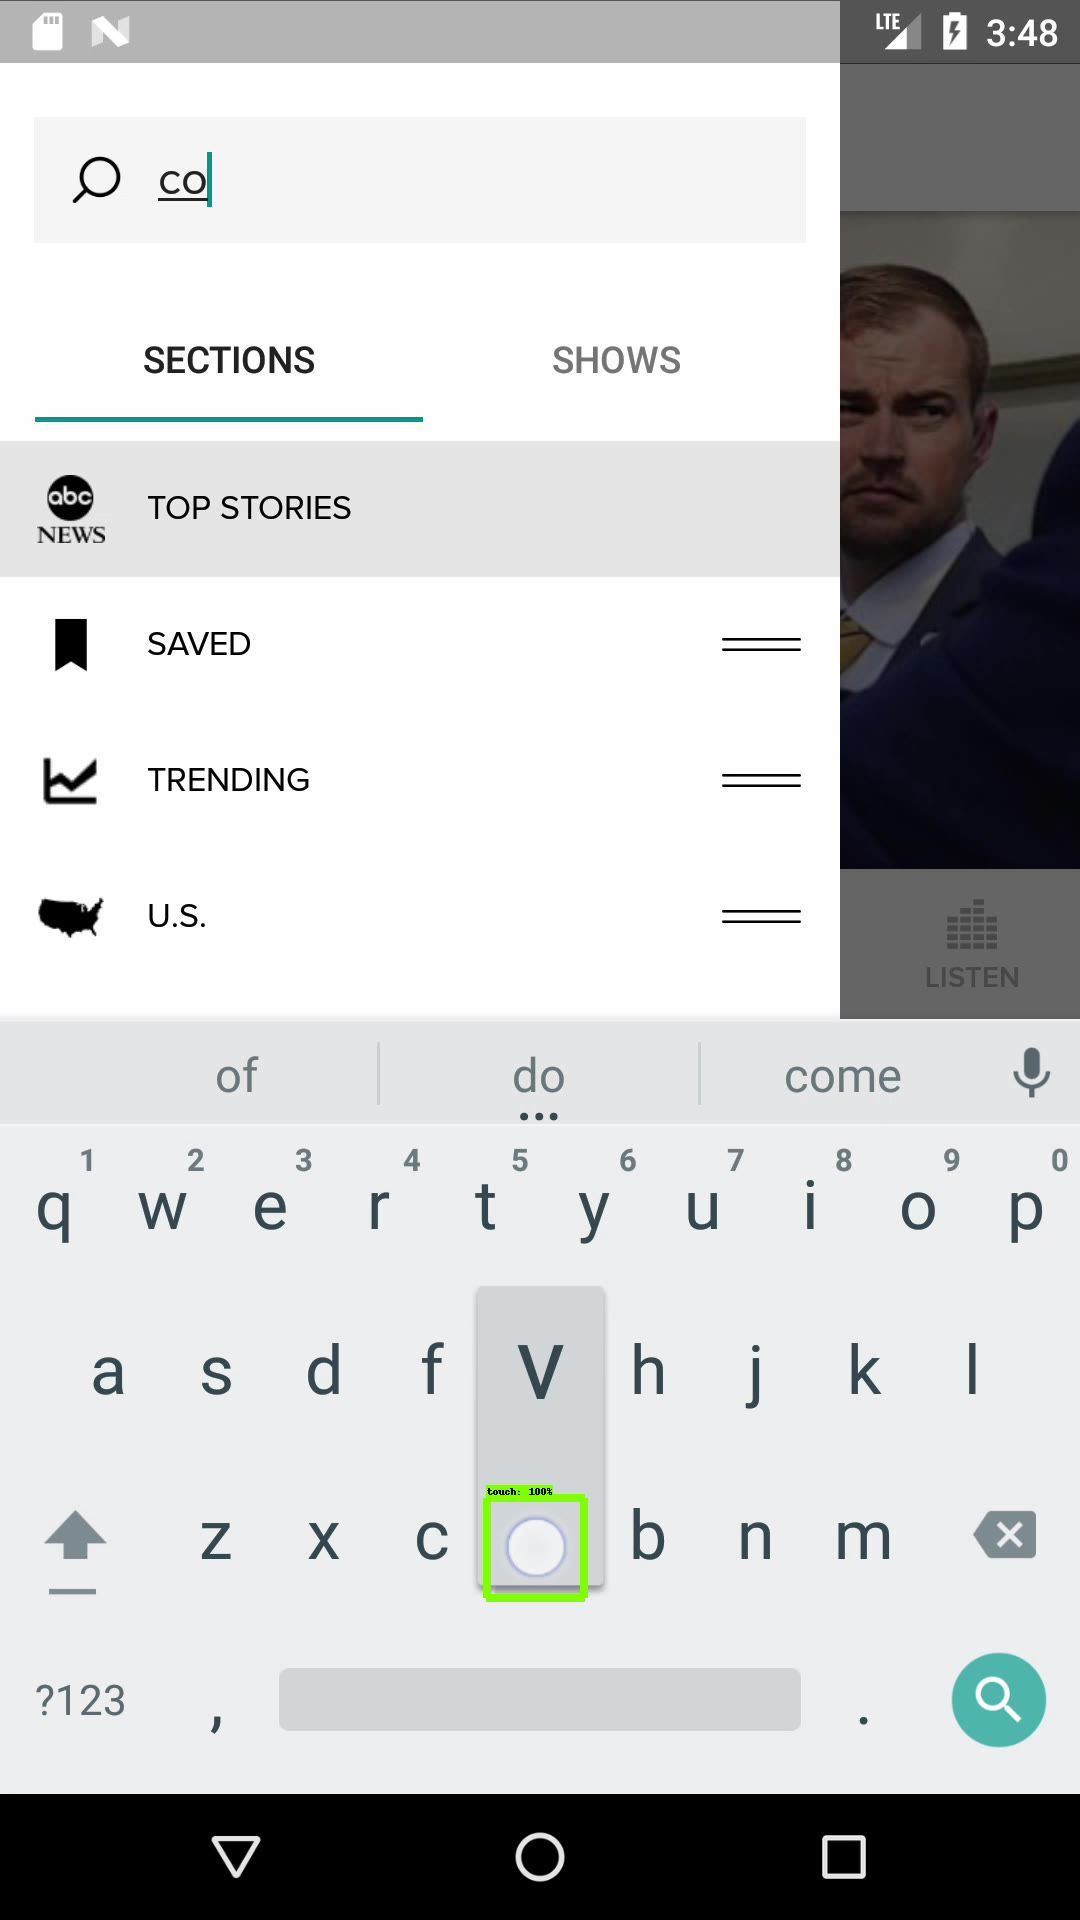 LTE 3:48
co
SECTIONS SHOWS
abc NEWS TOP STORIES
SAVED
TRENDING
U.S.
LISTEN
of do come
1 2 3 4 5 6 7 8 9 0
q w e r t y u i o p
a s d f V h j k l
touch: 100%
z x c b n m
?123 , .